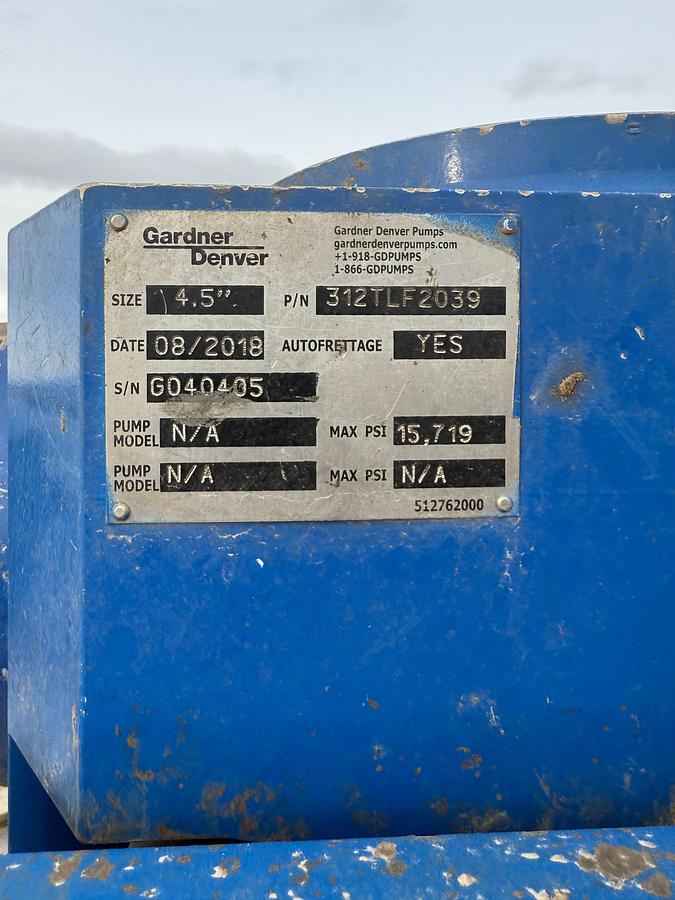 Gardner
Denver
Gardner Denver Pumps
gardnerdenverpumps.com
+1-918-GDPUMPS
1-866-GDPUMPS
SIZE 4.5" P/N 312TLF2039
DATE 08/2018 AUTOFRETTAGE YES
S/N G040405
PUMP MODEL N/A MAX PSI 15,719
PUMP MODEL N/A MAX PSI N/A
512762000